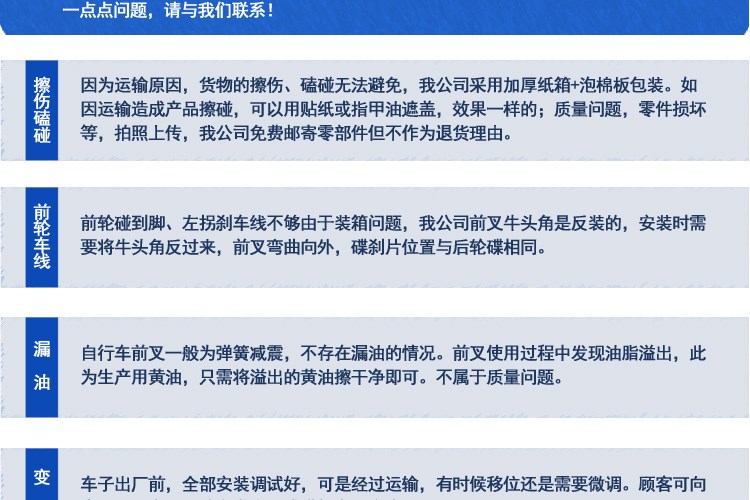 一点点问题，请与我们联系！
擦伤磕碰
因为运输原因，货物的擦伤、磕碰无法避免，我公司采用加厚纸箱+泡棉板包装。如
因运输造成产品擦碰，可以用贴纸或指甲油遮盖，效果一样的；质量问题，零件损坏
等，拍照上传，我公司免费邮寄零部件但不作为退货理由。
前轮车线
前轮碰到脚、左拐刹车线不够由于装箱问题，我公司前叉牛头角是反装的，安装时需
要将牛头角反过来，前叉弯曲向外，碟刹片位置与后轮碟相同。
漏油
自行车前叉一般为弹簧减震，不存在漏油的情况。前叉使用过程中发现油脂溢出，此
为生产用黄油，只需将溢出的黄油擦干净即可。不属于质量问题。
变
车子出厂前，全部安装调试好，可是经过运输，有时候移位还是需要微调。顾客可向